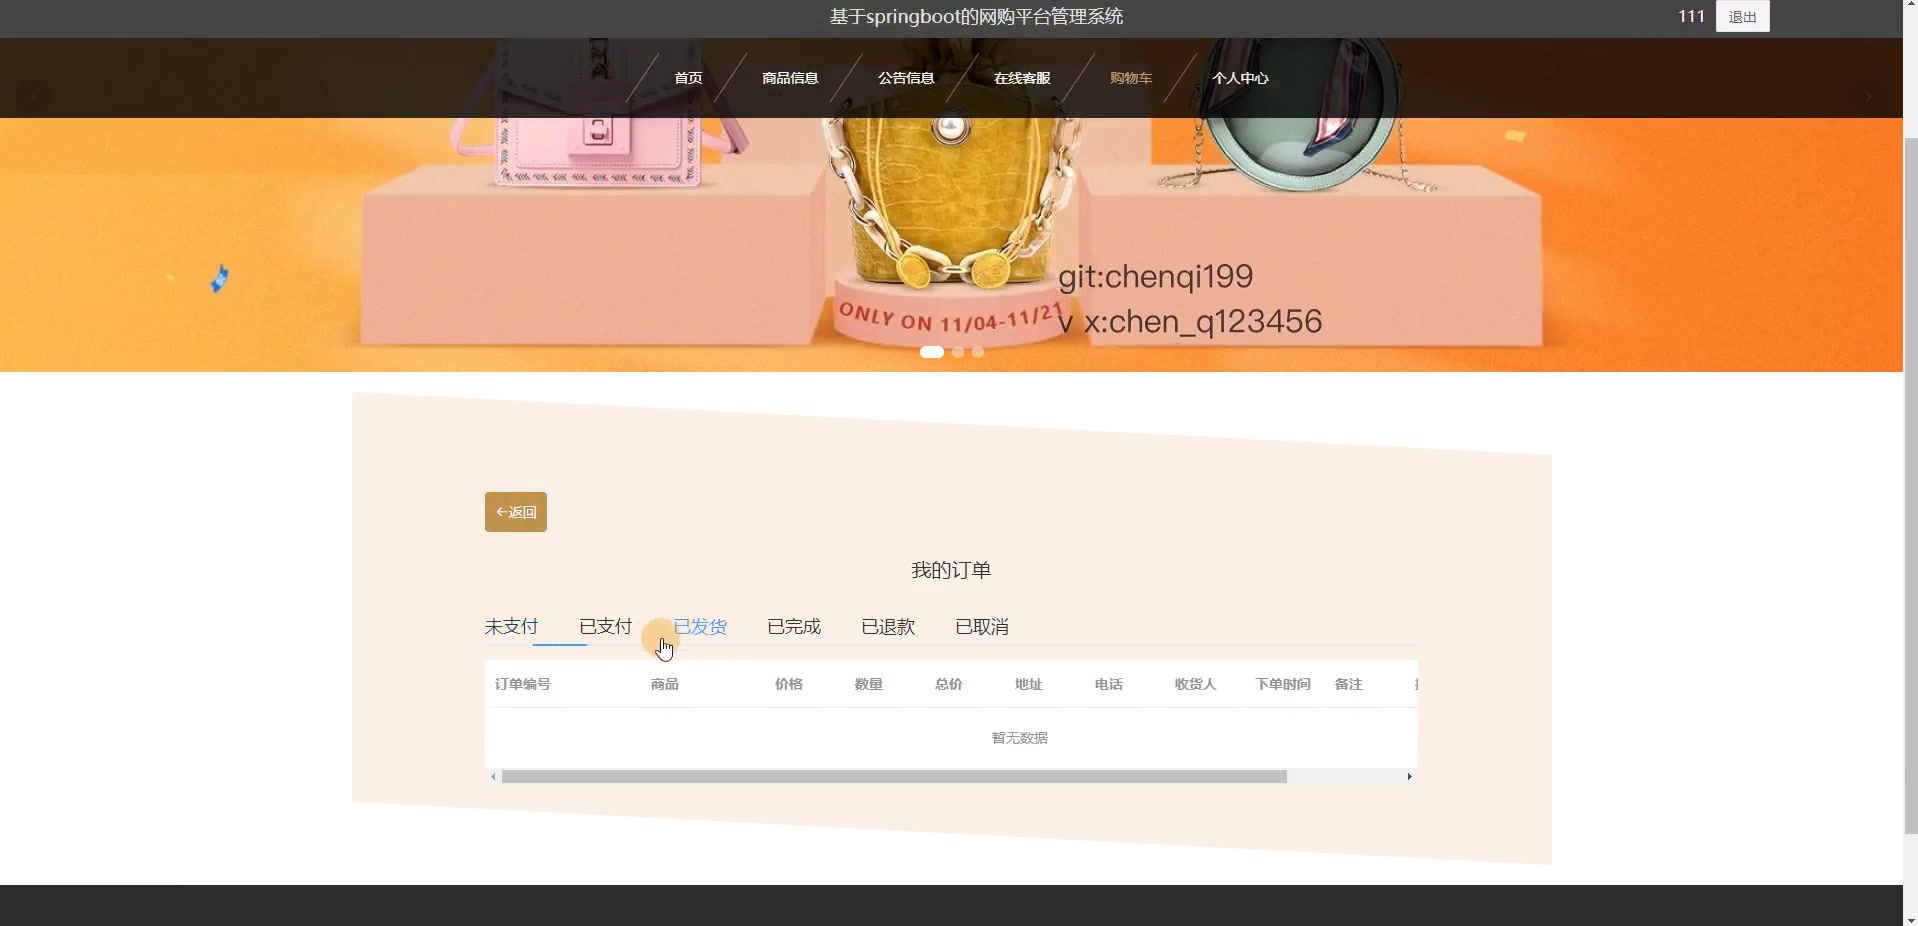 基于springboot的网购平台管理系统
111 退出
首页 商品信息 公告信息 在线客服 购物车 个人中心
ONLY ON 11/04-11/21
git:chenqi199
v x:chen_q123456
←返回
我的订单
未支付 已支付 已发货 已完成 已退款 已取消
订单编号 商品 价格 数量 总价 地址 电话 收货人 下单时间 备注
暂无数据